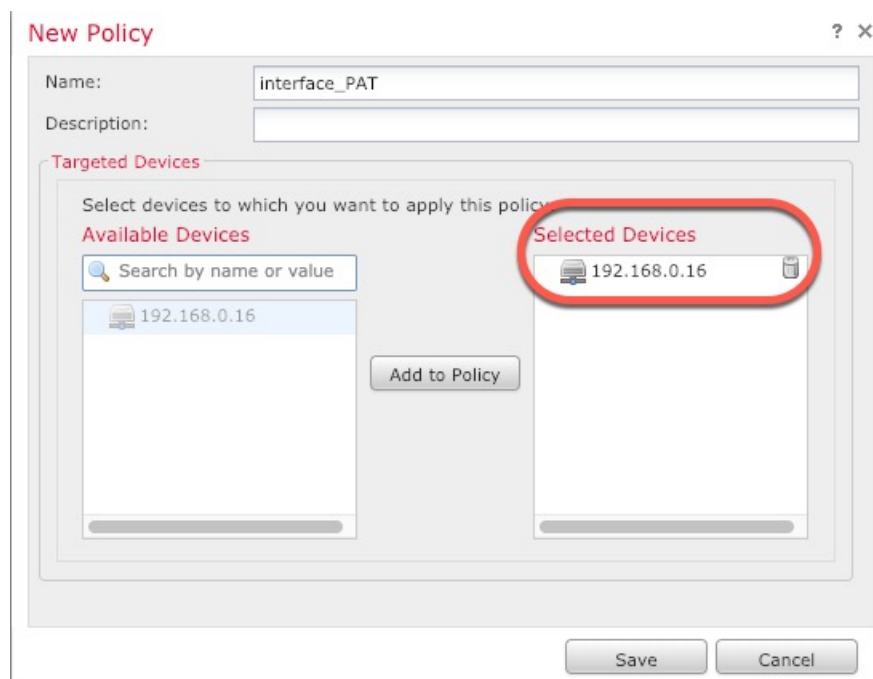 New Policy
?
Name:
interface_PAT
Description:
Targeted Devices
Select devices to which you want to apply this policy
Available Devices
Selected Devices
Search by name or value
192.168.0.16
192.168.0.16
Add to Policy
Save
Cancel